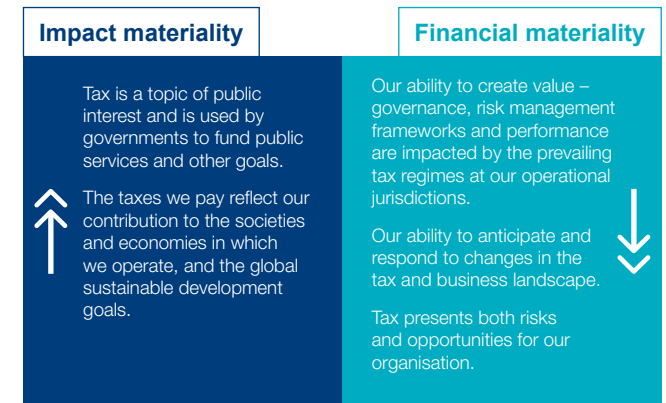 Impact materiality
Tax is a topic of public
interest and is used by
governments to fund public
services and other goals.
The taxes we pay reflect our
contribution to the societies
and economies in which
we operate, and the global
sustainable development
goals.
Financial materiality
Our ability to create value –
governance, risk management
frameworks and performance
are impacted by the prevailing
tax regimes at our operational
jurisdictions.
Our ability to anticipate and
respond to changes in the
tax and business landscape.
Tax presents both risks
and opportunities for our
organisation.